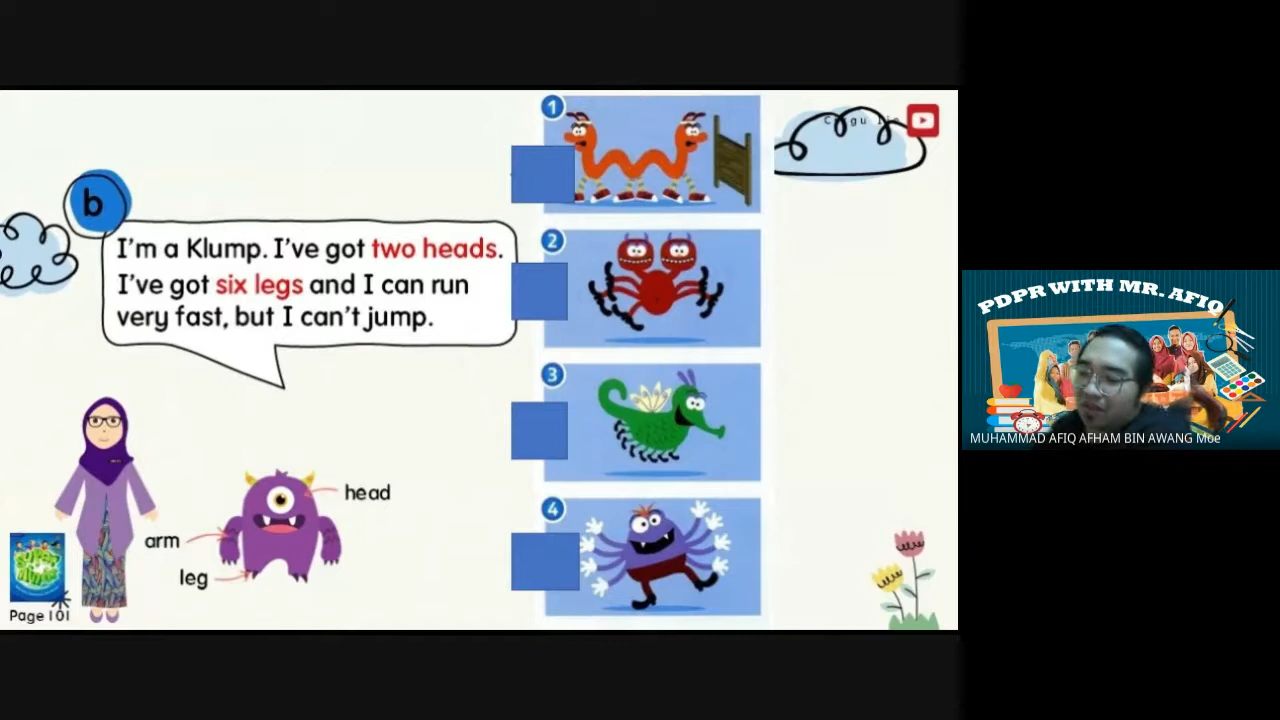 b
I'm a Klump. I've got two heads.
I've got six legs and I can run
very fast, but I can't jump.
head
arm
leg
Page 101
1
2
3
4
PDPR WITH MR. AFIQ
MUHAMMAD AFIQ AFHAM BIN AWANG Moe